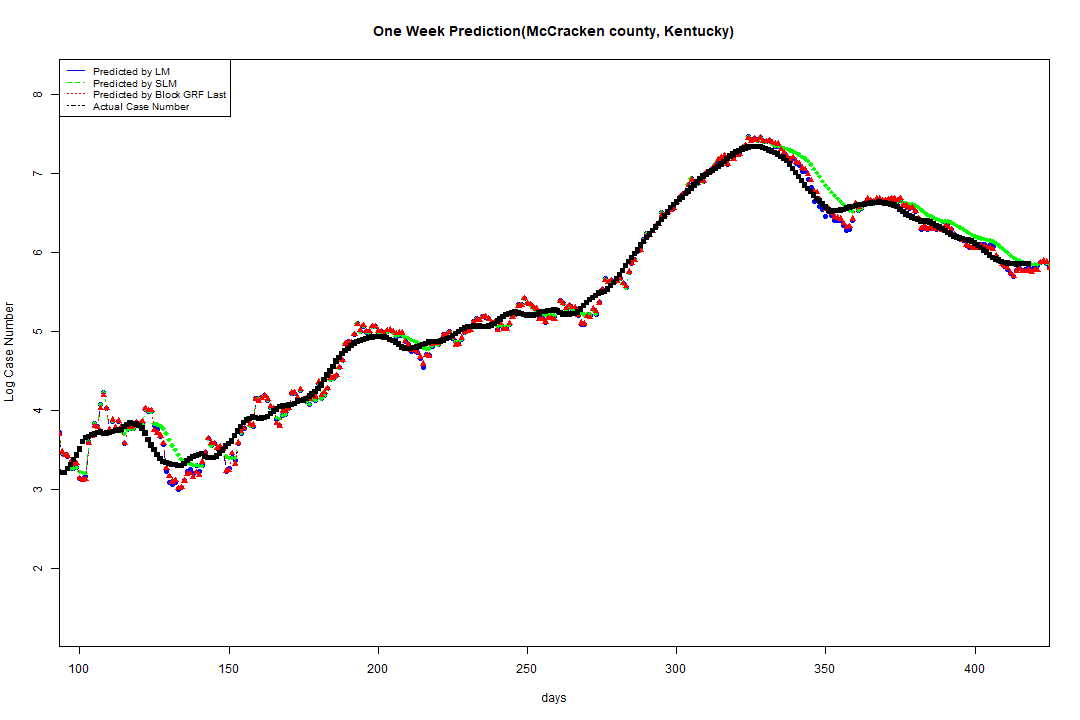 One Week Prediction(McCracken county, Kentucky)
Predicted by LM
Predicted by SLM
Predicted by Block GRF Last
Actual Case Number
8
7
6
5
4
3
2
Log Case Number
100 150 200 250 300 350 400
days